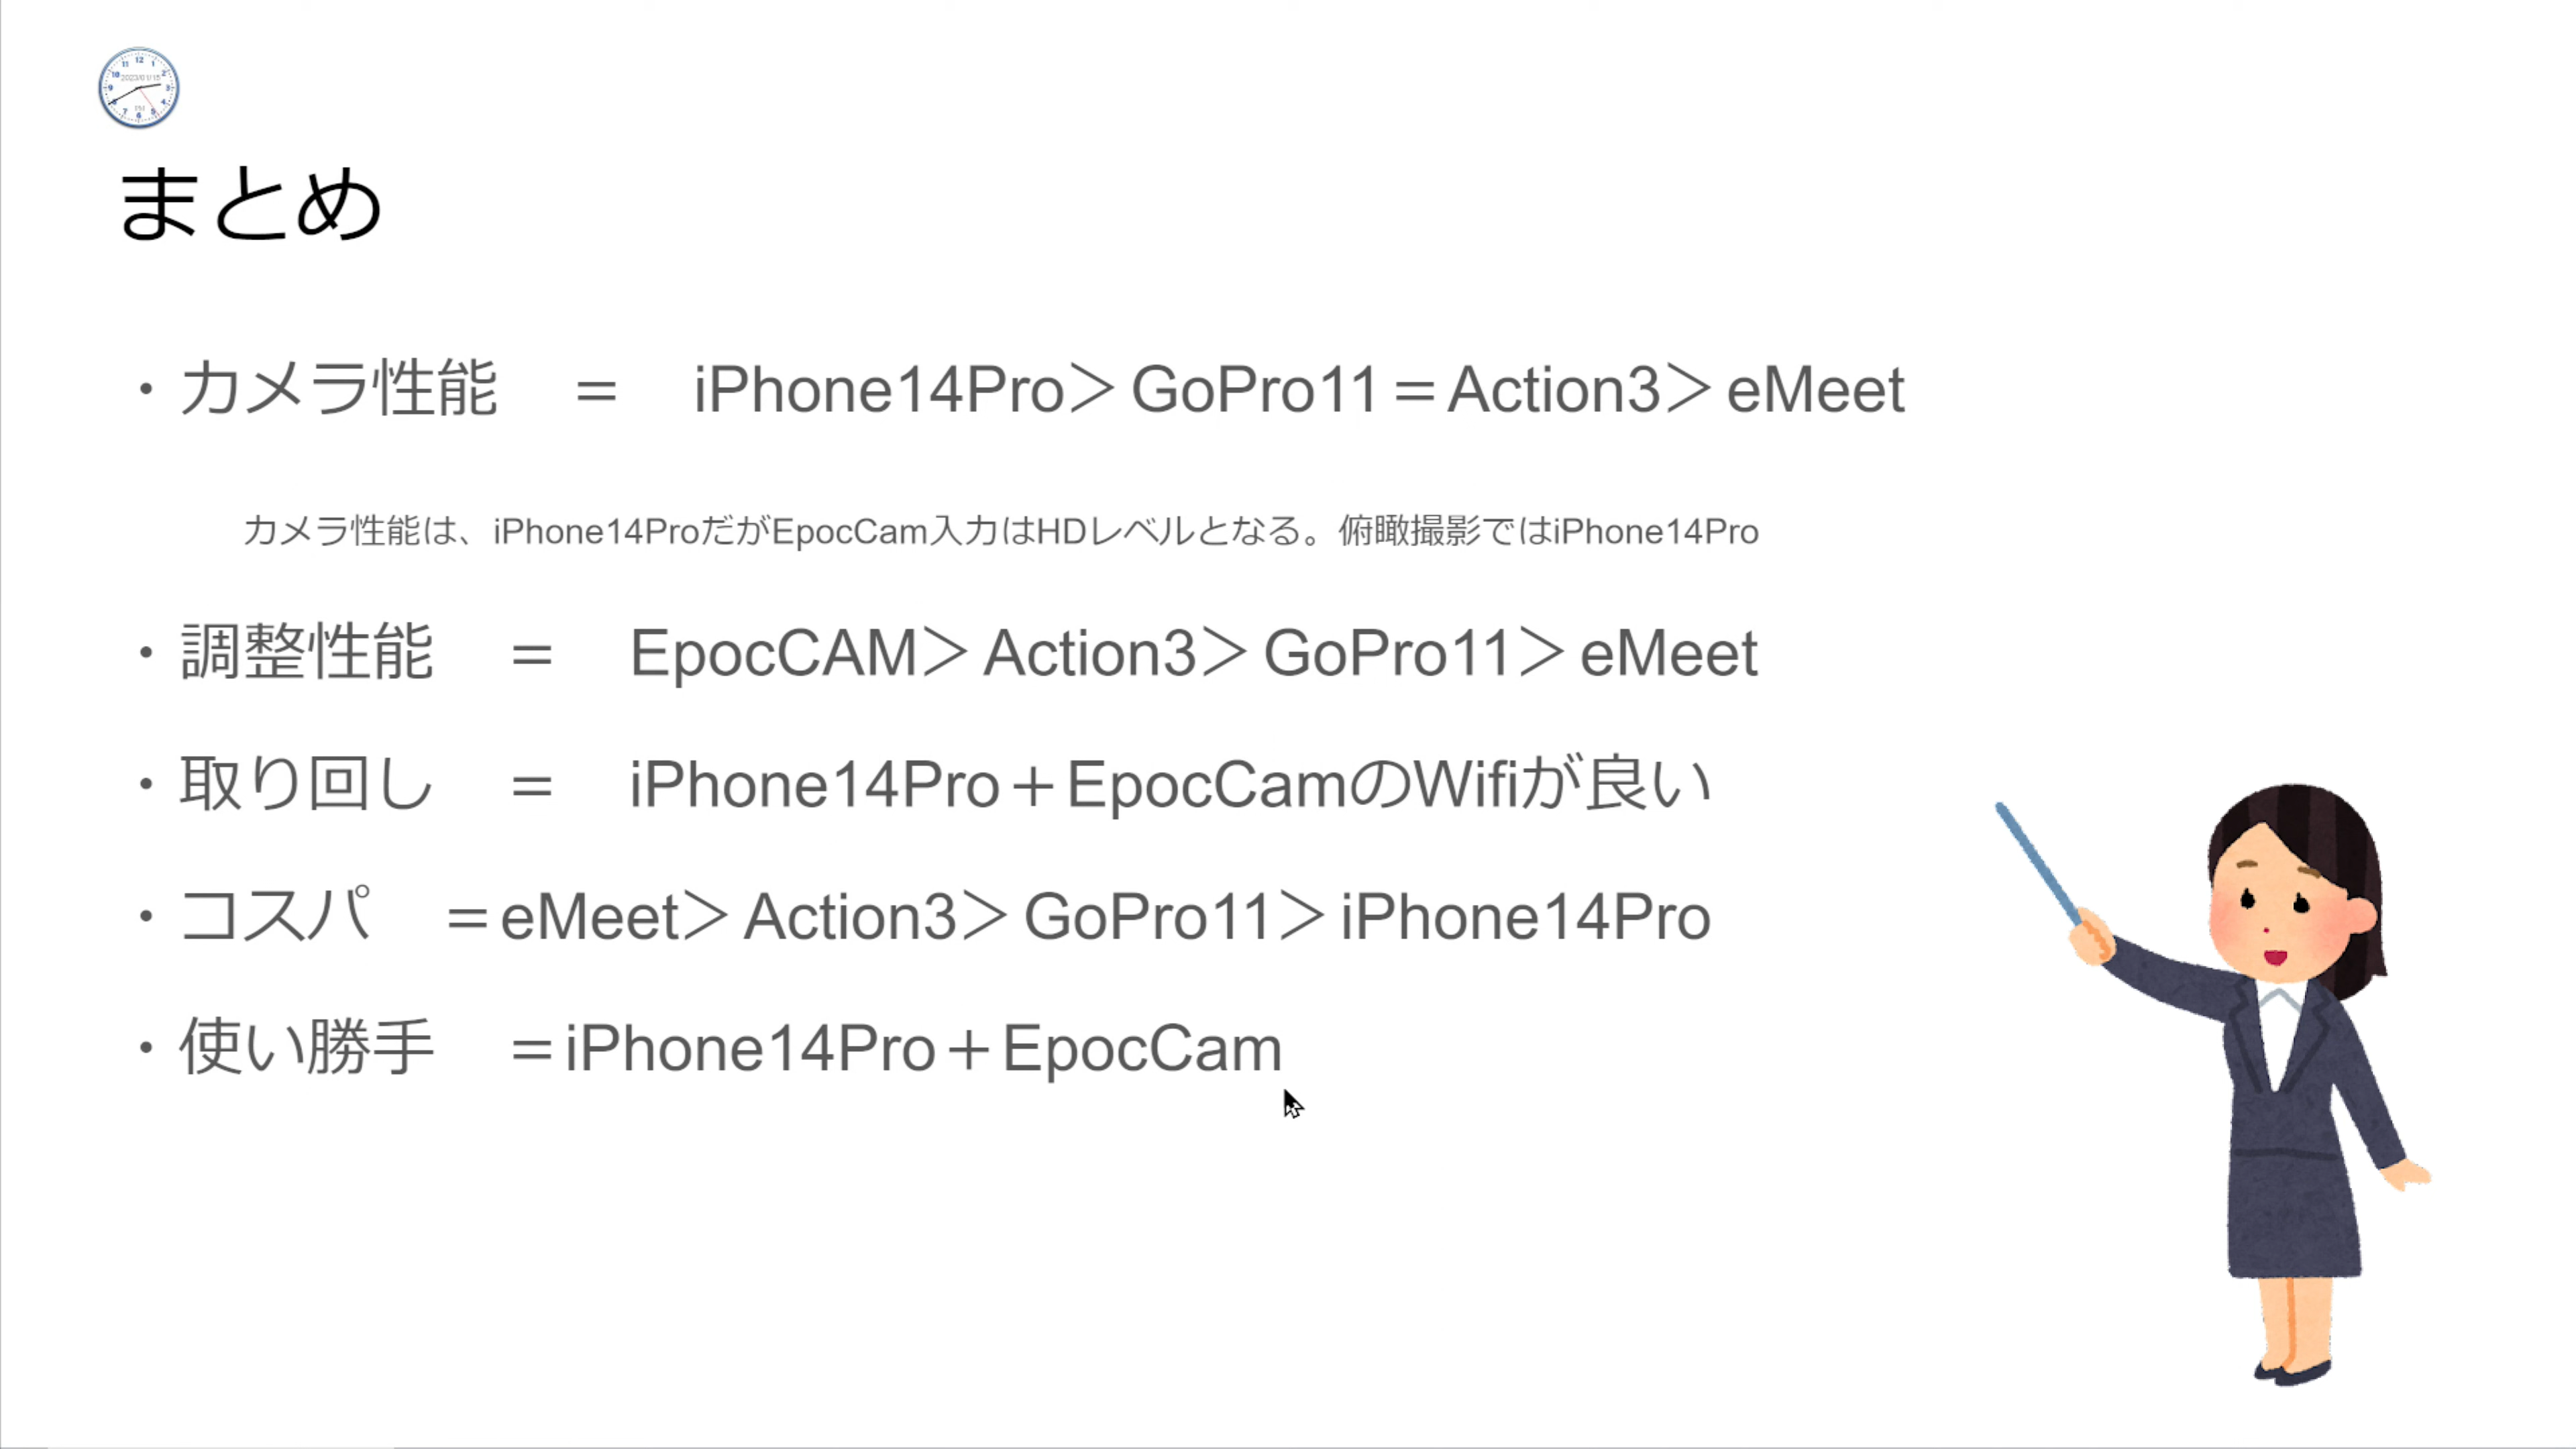 まとめ
・カメラ性能　＝　iPhone14Pro＞GoPro11＝Action3＞eMeet
カメラ性能は、iPhone14ProだがEpocCam入力はHDレベルとなる。俯瞰撮影ではiPhone14Pro
・調整性能　＝　EpocCAM＞Action3＞GoPro11＞eMeet
・取り回し　＝　iPhone14Pro＋EpocCamのWifiが良い
・コスパ　＝eMeet＞Action3＞GoPro11＞iPhone14Pro
・使い勝手　＝iPhone14Pro＋EpocCam